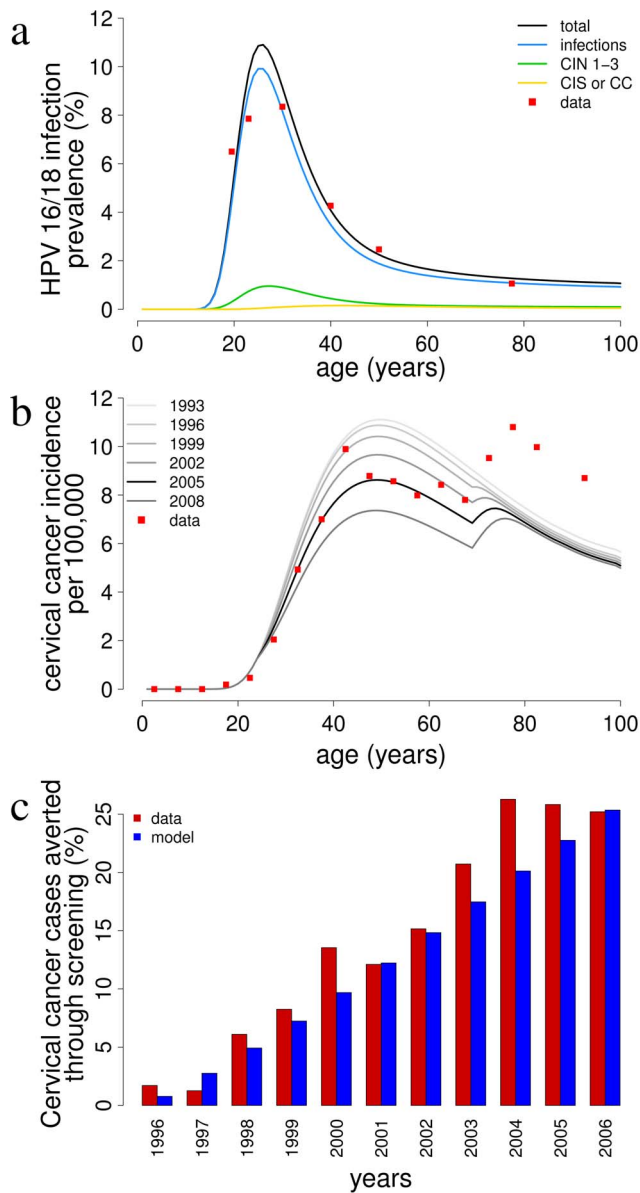 a
HPV 16/18 infection
prevalence (%)
12
10
8
6
4
2
0
total
infections
CIN 1−3
CIS or CC
data
0 20 40 60 80 100
age (years)
b
cervical cancer incidence
per 100,000
12
10
8
6
4
2
0
1993
1996
1999
2002
2005
2008
data
0 20 40 60 80 100
age (years)
c
Cervical cancer cases averted
through screening (%)
25
20
15
10
5
0
data
model
1996 1997 1998 1999 2000 2001 2002 2003 2004 2005 2006
years